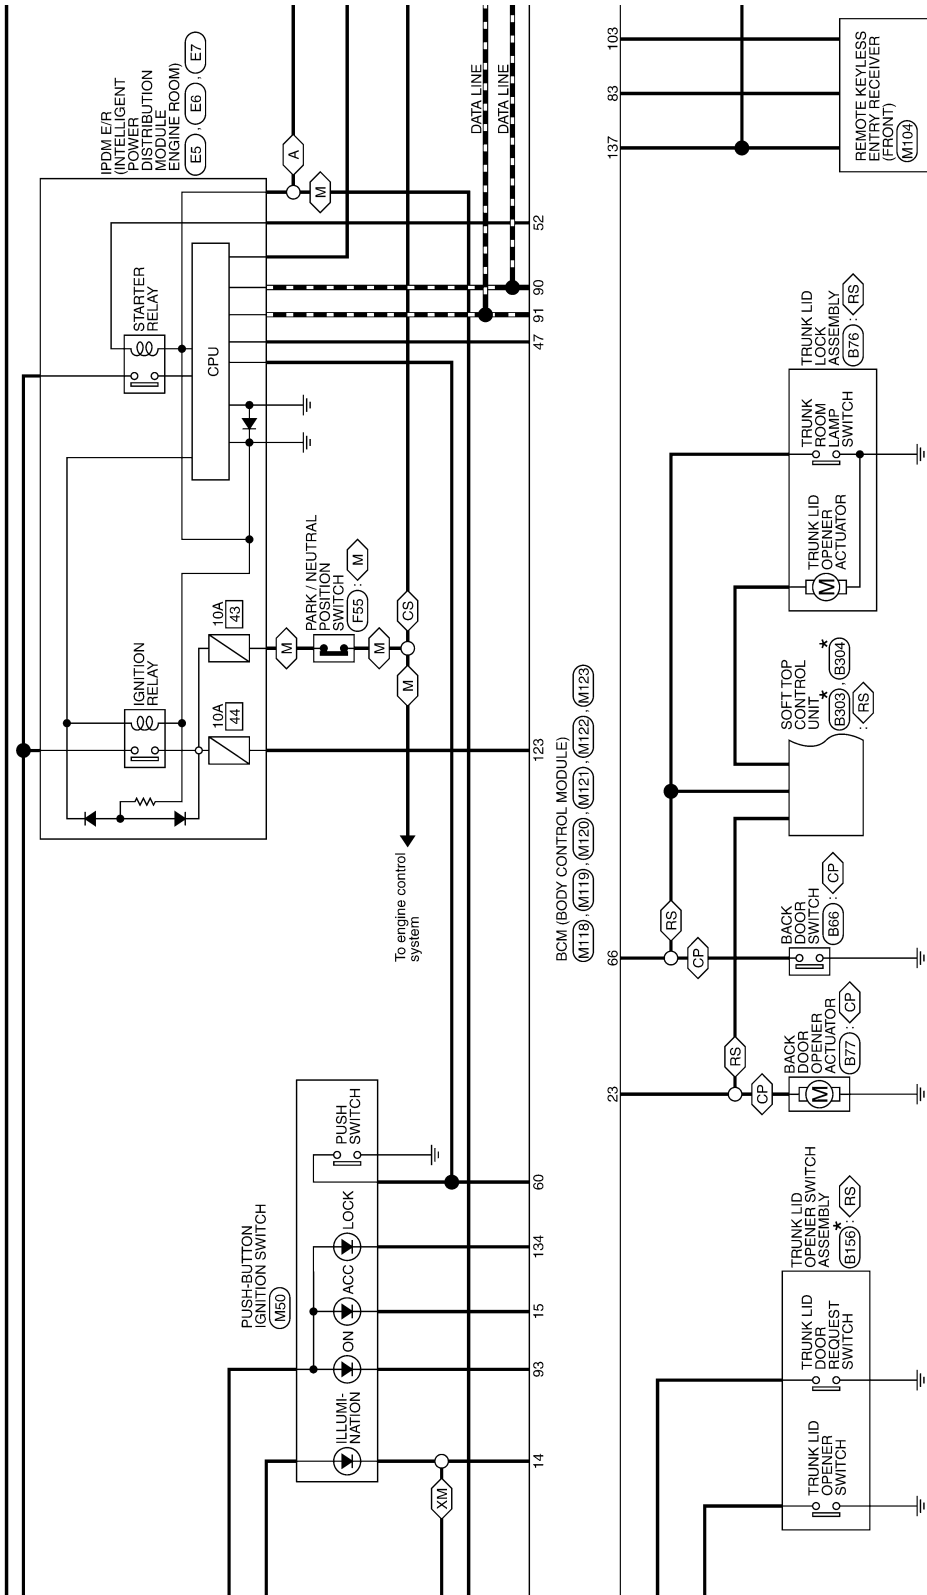 IPDM E/R
(INTELLIGENT
POWER
DISTRIBUTION
MODULE
ENGINE ROOM)
E5 , E6 , E7
A
M
STARTER
RELAY
CPU
IGNITION
RELAY
10A
44
10A
43
M
PARK / NEUTRAL
POSITION
SWITCH
F55 : M
M
CS
M
To engine control
system
DATA LINE
DATA LINE
PUSH-BUTTON
IGNITION SWITCH
M50
ILLUMI-
NATION
ON
ACC
LOCK
PUSH
SWITCH
XM
14
93
15
134
60
123
47
91
90
52
BCM (BODY CONTROL MODULE)
M118 , M119 , M120 , M121 , M122 , M123
23
66
137
83
103
RS
CP
RS
CP
TRUNK LID
OPENER SWITCH
ASSEMBLY
B156 * : RS
TRUNK LID
OPENER
SWITCH
TRUNK LID
DOOR
REQUEST
SWITCH
BACK
DOOR
OPENER
ACTUATOR
B77 : CP
M
BACK
DOOR
SWITCH
B66 : CP
SOFT TOP
CONTROL
UNIT
B303 * , B304 *
: RS
TRUNK LID
LOCK
ASSEMBLY
B76 : RS
TRUNK LID
OPENER
ACTUATOR
M
TRUNK
ROOM
LAMP
SWITCH
REMOTE KEYLESS
ENTRY RECEIVER
(FRONT)
M104